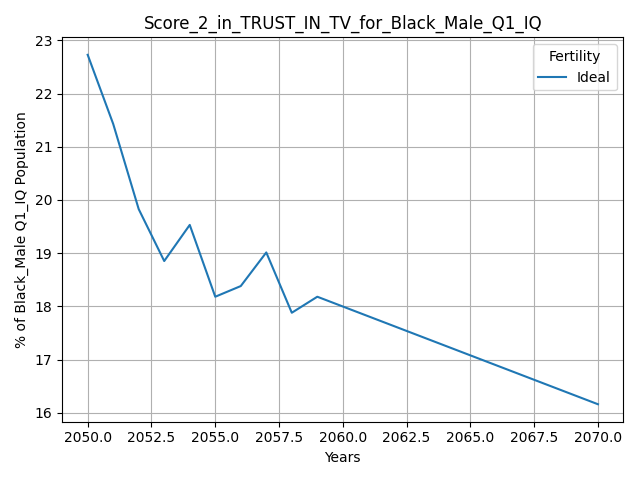 Score_2_in_TRUST_IN_TV_for_Black_Male_Q1_IQ
23
22
21
20
19
18
17
16
% of Black_Male Q1_IQ Population
Fertility
Ideal
2050.0 2052.5 2055.0 2057.5 2060.0 2062.5 2065.0 2067.5 2070.0
Years